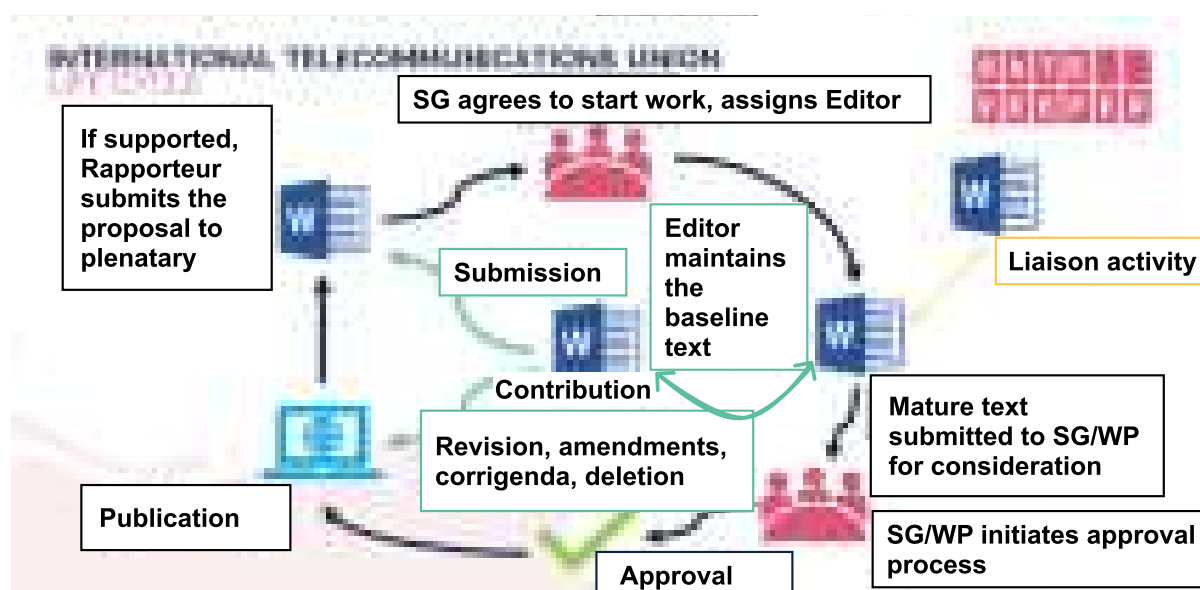 INTERNATIONAL TELECOMMUNICATIONS UNION
SG agrees to start work, assigns Editor
If supported,
Rapporteur
submits the
proposal to
plenatary
W
W
Editor
maintains
the
baseline
text
Submission
Liaison activity
W
W
Contribution
Revision, amendments,
corrigenda, deletion
Mature text
submitted to SG/WP
for consideration
Publication
SG/WP initiates approval
process
Approval